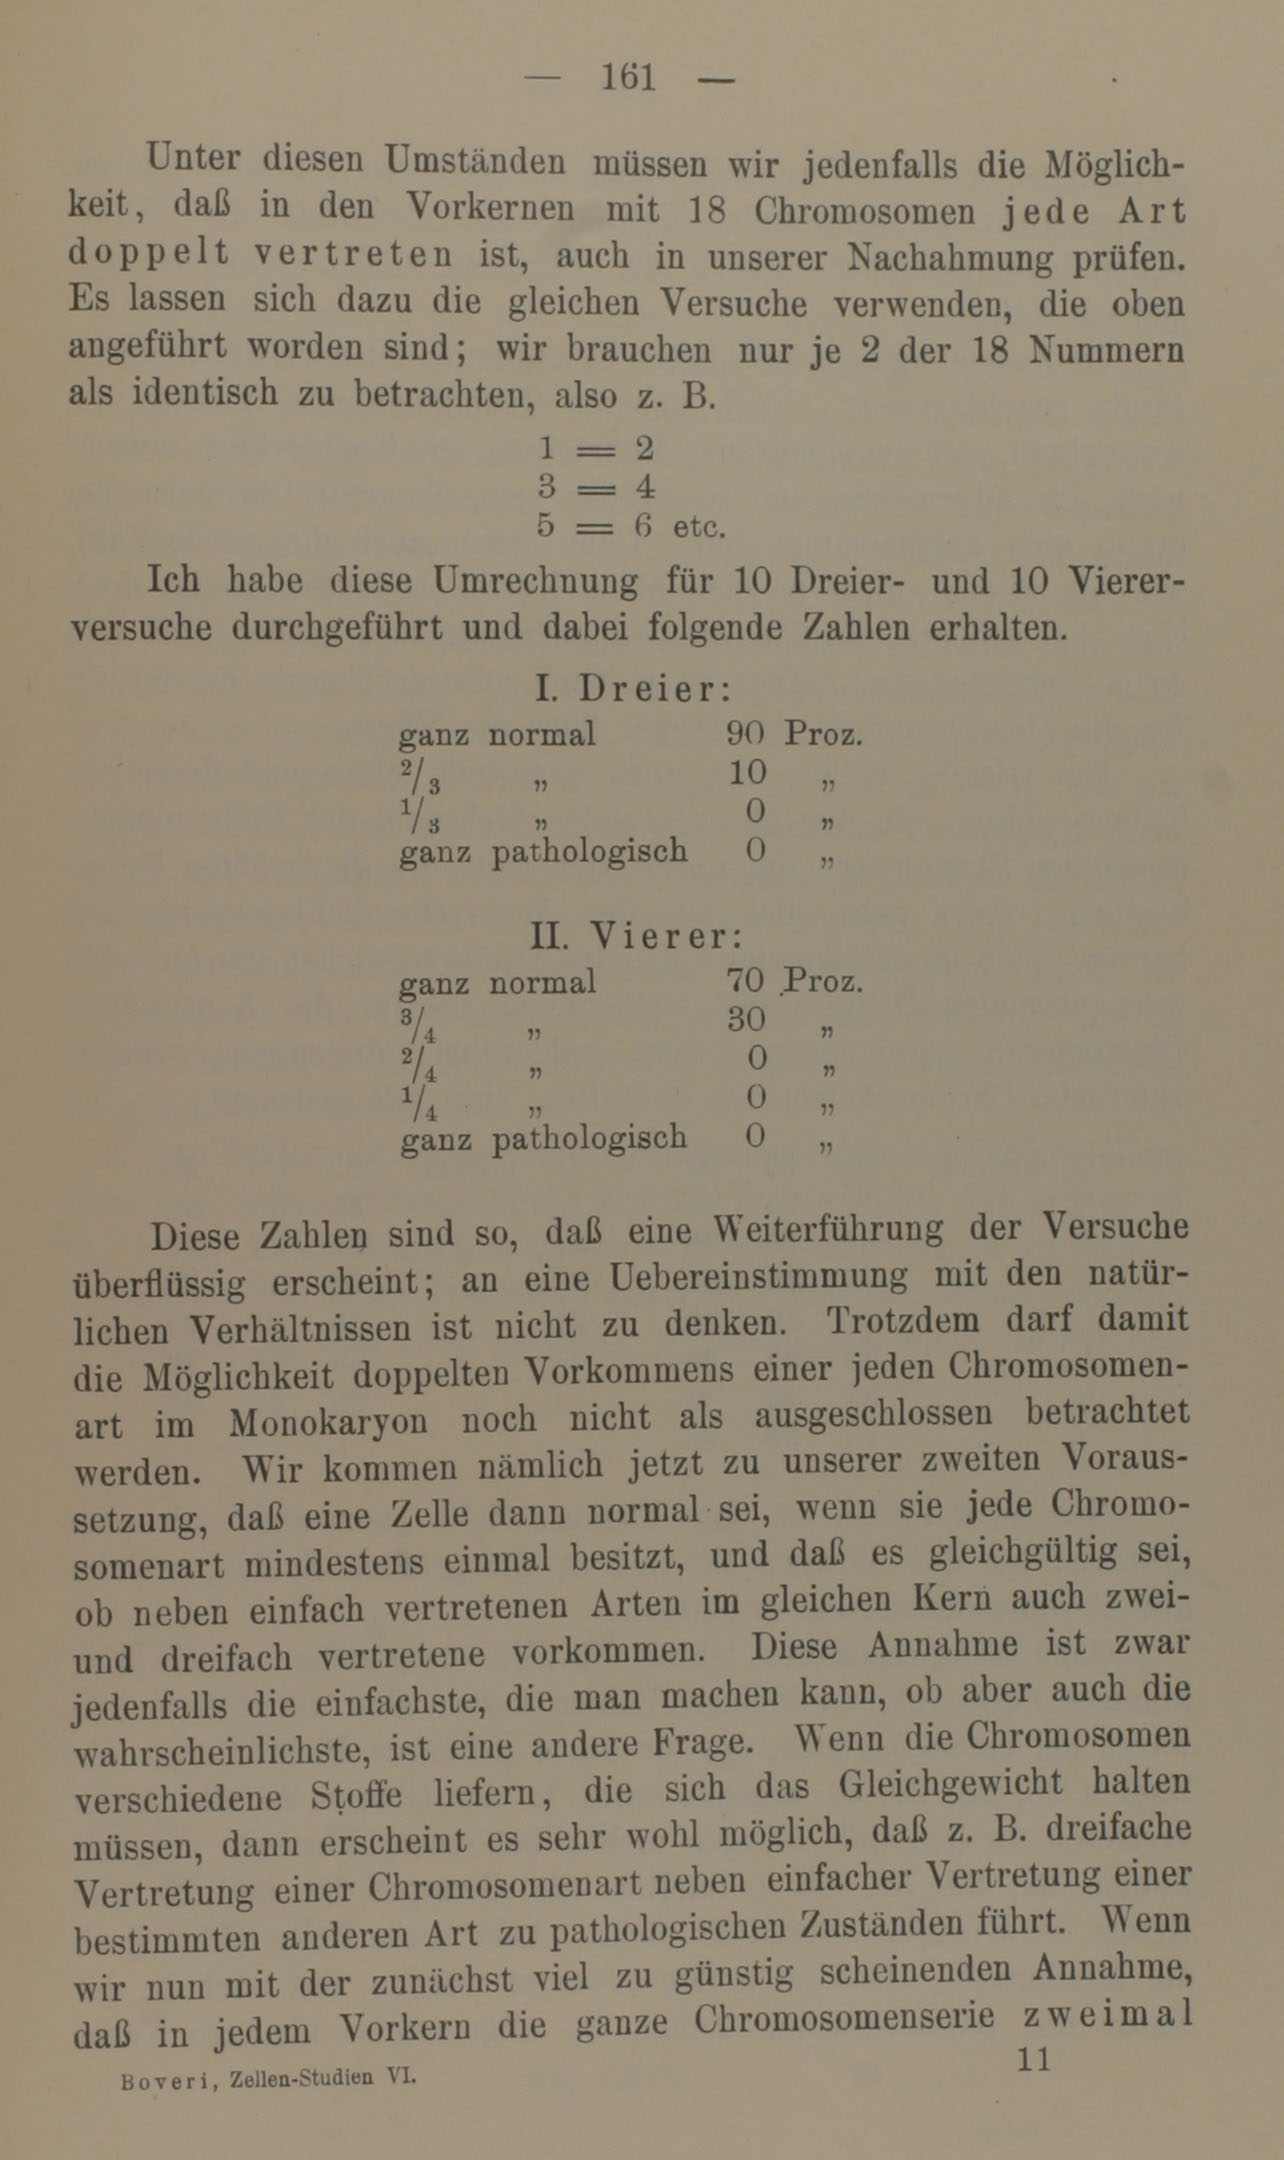 — 161 —
Unter diesen Umständen müssen wir jedenfalls die Möglich-
keit, daß in den Vorkernen mit 18 Chromosomen jede Art
doppelt vertreten ist, auch in unserer Nachahmung prüfen.
Es lassen sich dazu die gleichen Versuche verwenden, die oben
angeführt worden sind; wir brauchen nur je 2 der 18 Nummern
als identisch zu betrachten, also z. B.
1 = 2
3 = 4
5 = 6 etc.
Ich habe diese Umrechnung für 10 Dreier- und 10 Vierer-
versuche durchgeführt und dabei folgende Zahlen erhalten.
I. Dreier:
ganz normal 90 Proz.
2/3 „ 10 „
1/3 „ 0 „
ganz pathologisch 0 „
II. Vierer:
ganz normal 70 Proz.
3/4 „ 30 „
2/4 „ 0 „
1/4 „ 0 „
ganz pathologisch 0 „
Diese Zahlen sind so, daß eine Weiterführung der Versuche
überflüssig erscheint; an eine Uebereinstimmung mit den natür-
lichen Verhältnissen ist nicht zu denken. Trotzdem darf damit
die Möglichkeit doppelten Vorkommens einer jeden Chromosomen-
art im Monokaryon noch nicht als ausgeschlossen betrachtet
werden. Wir kommen nämlich jetzt zu unserer zweiten Voraus-
setzung, daß eine Zelle dann normal sei, wenn sie jede Chromo-
somenart mindestens einmal besitzt, und daß es gleichgültig sei,
ob neben einfach vertretenen Arten im gleichen Kern auch zwei-
und dreifach vertretene vorkommen. Diese Annahme ist zwar
jedenfalls die einfachste, die man machen kann, ob aber auch die
wahrscheinlichste, ist eine andere Frage. Wenn die Chromosomen
verschiedene Stoffe liefern, die sich das Gleichgewicht halten
müssen, dann erscheint es sehr wohl möglich, daß z. B. dreifache
Vertretung einer Chromosomenart neben einfacher Vertretung einer
bestimmten anderen Art zu pathologischen Zuständen führt. Wenn
wir nun mit der zunächst viel zu günstig scheinenden Annahme,
daß in jedem Vorkern die ganze Chromosomenserie zweimal
Boveri, Zellen-Studien VI. 11